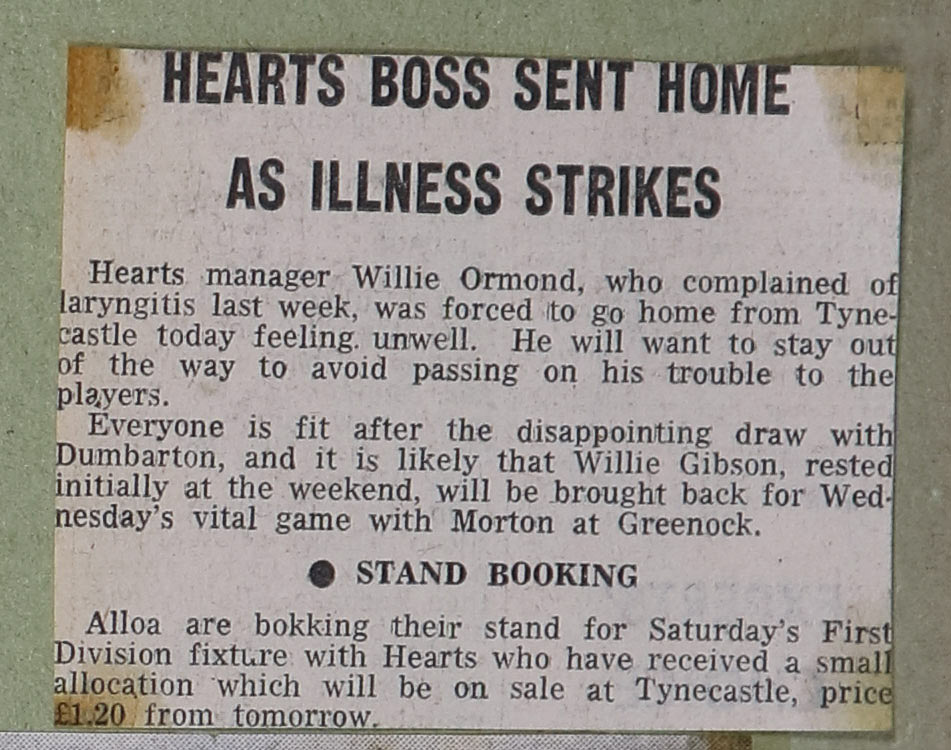 HEARTS BOSS SENT HOME
AS ILLNESS STRIKES
Hearts manager Willie Ormond, who complained of
laryngitis last week, was forced to go home from Tyne-
castle today feeling. unwell. He will want to stay out
of the way to avoid passing on his trouble to the
players.
Everyone is fit after the disappointing draw with
Dumbarton, and it is likely that Willie Gibson, rested
initially at the weekend, will be brought back for Wed-
nesday's vital game with Morton at Greenock.
● STAND BOOKING
Alloa are bokking their stand for Saturday's First
Division fixture with Hearts who have received a small
allocation which will be on sale at Tynecastle, price
£1.20 from tomorrow.